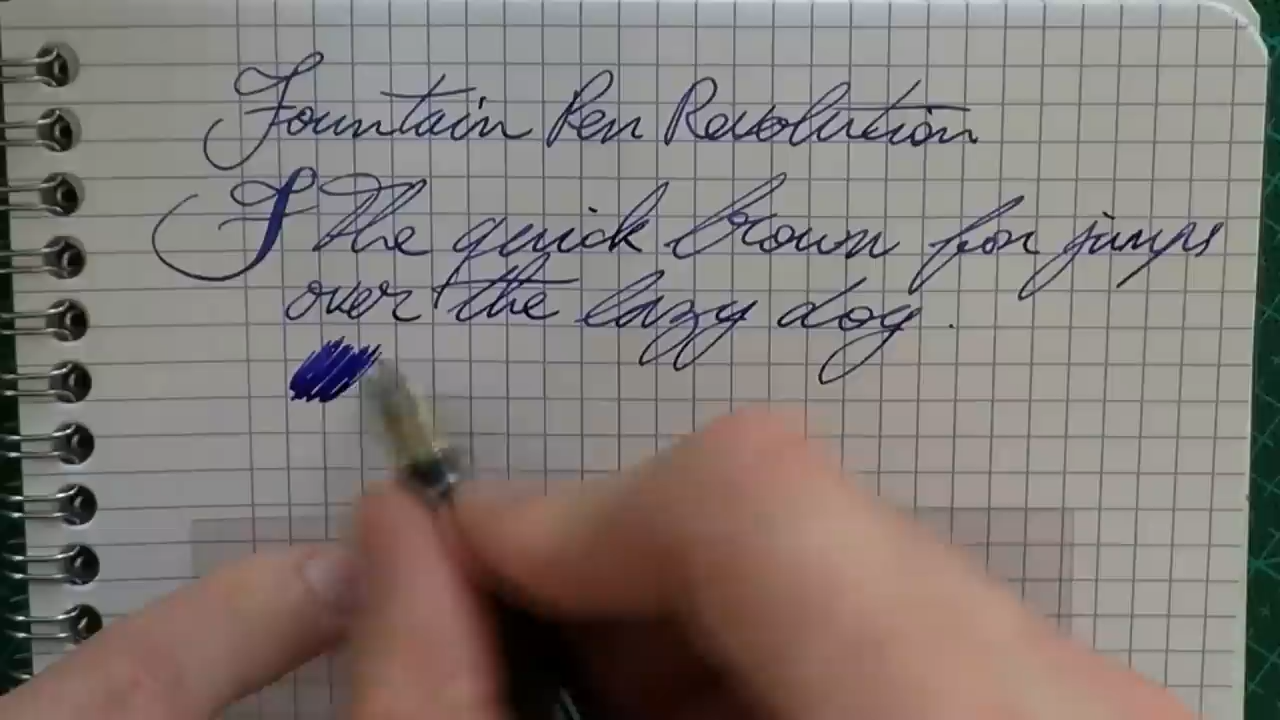 Fountain Pen Revolution
F The quick brown fox jumps
over the lazy dog.